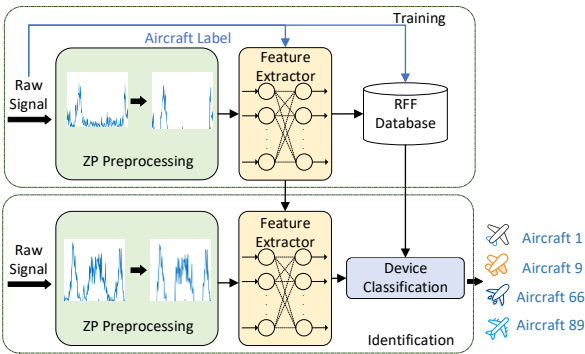 Training
Aircraft Label
Raw
Signal
ZP Preprocessing
Feature
Extractor
RFF
Database
Raw
Signal
ZP Preprocessing
Feature
Extractor
Device
Classification
Identification
Aircraft 1
Aircraft 9
Aircraft 66
Aircraft 89